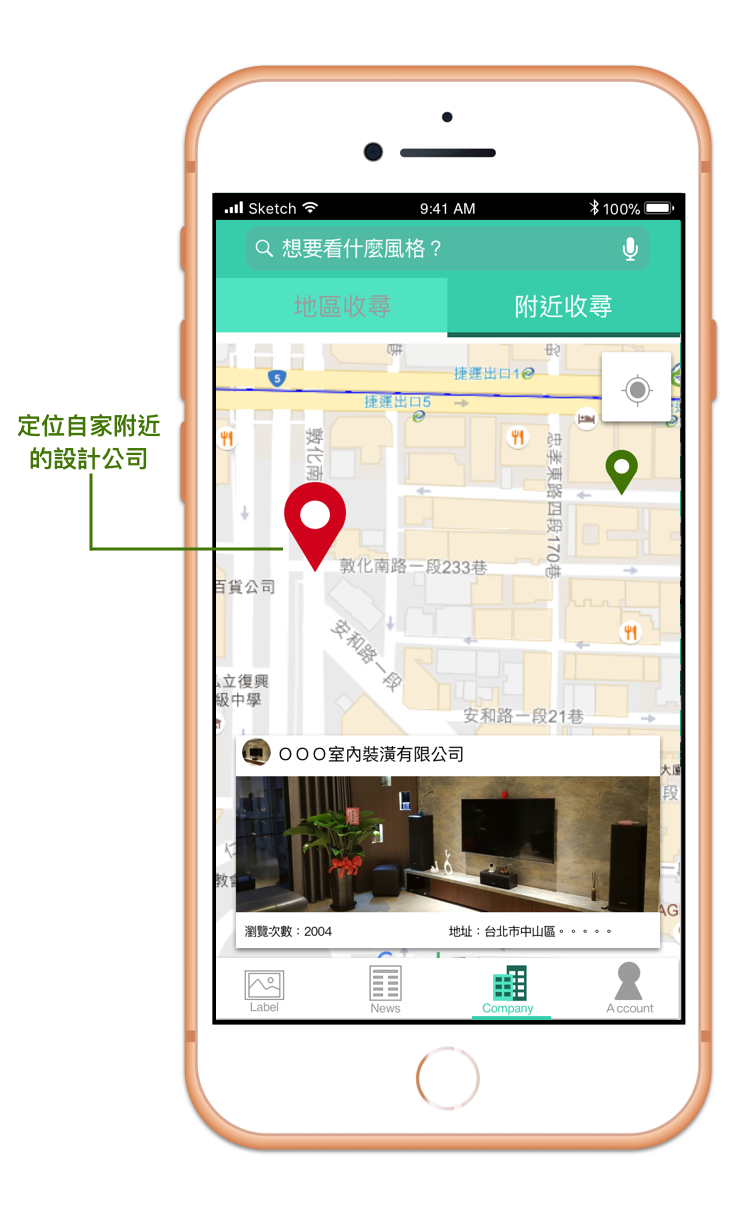 Sketch
9:41 AM
100%
想要看什麼風格？
地區收尋
附近收尋
5
捷運出口1
捷運出口5
敦化南
忠孝東路四段170巷
定位自家附近
的設計公司
敦化南路一段233巷
百貨公司
安和路一段
立復興
級中學
安和路一段21巷
ＯＯＯ室內裝潢有限公司
大廈
段
教會
AG
瀏覽次數：2004
地址：台北市中山區。。。。。
Label
News
Company
Account